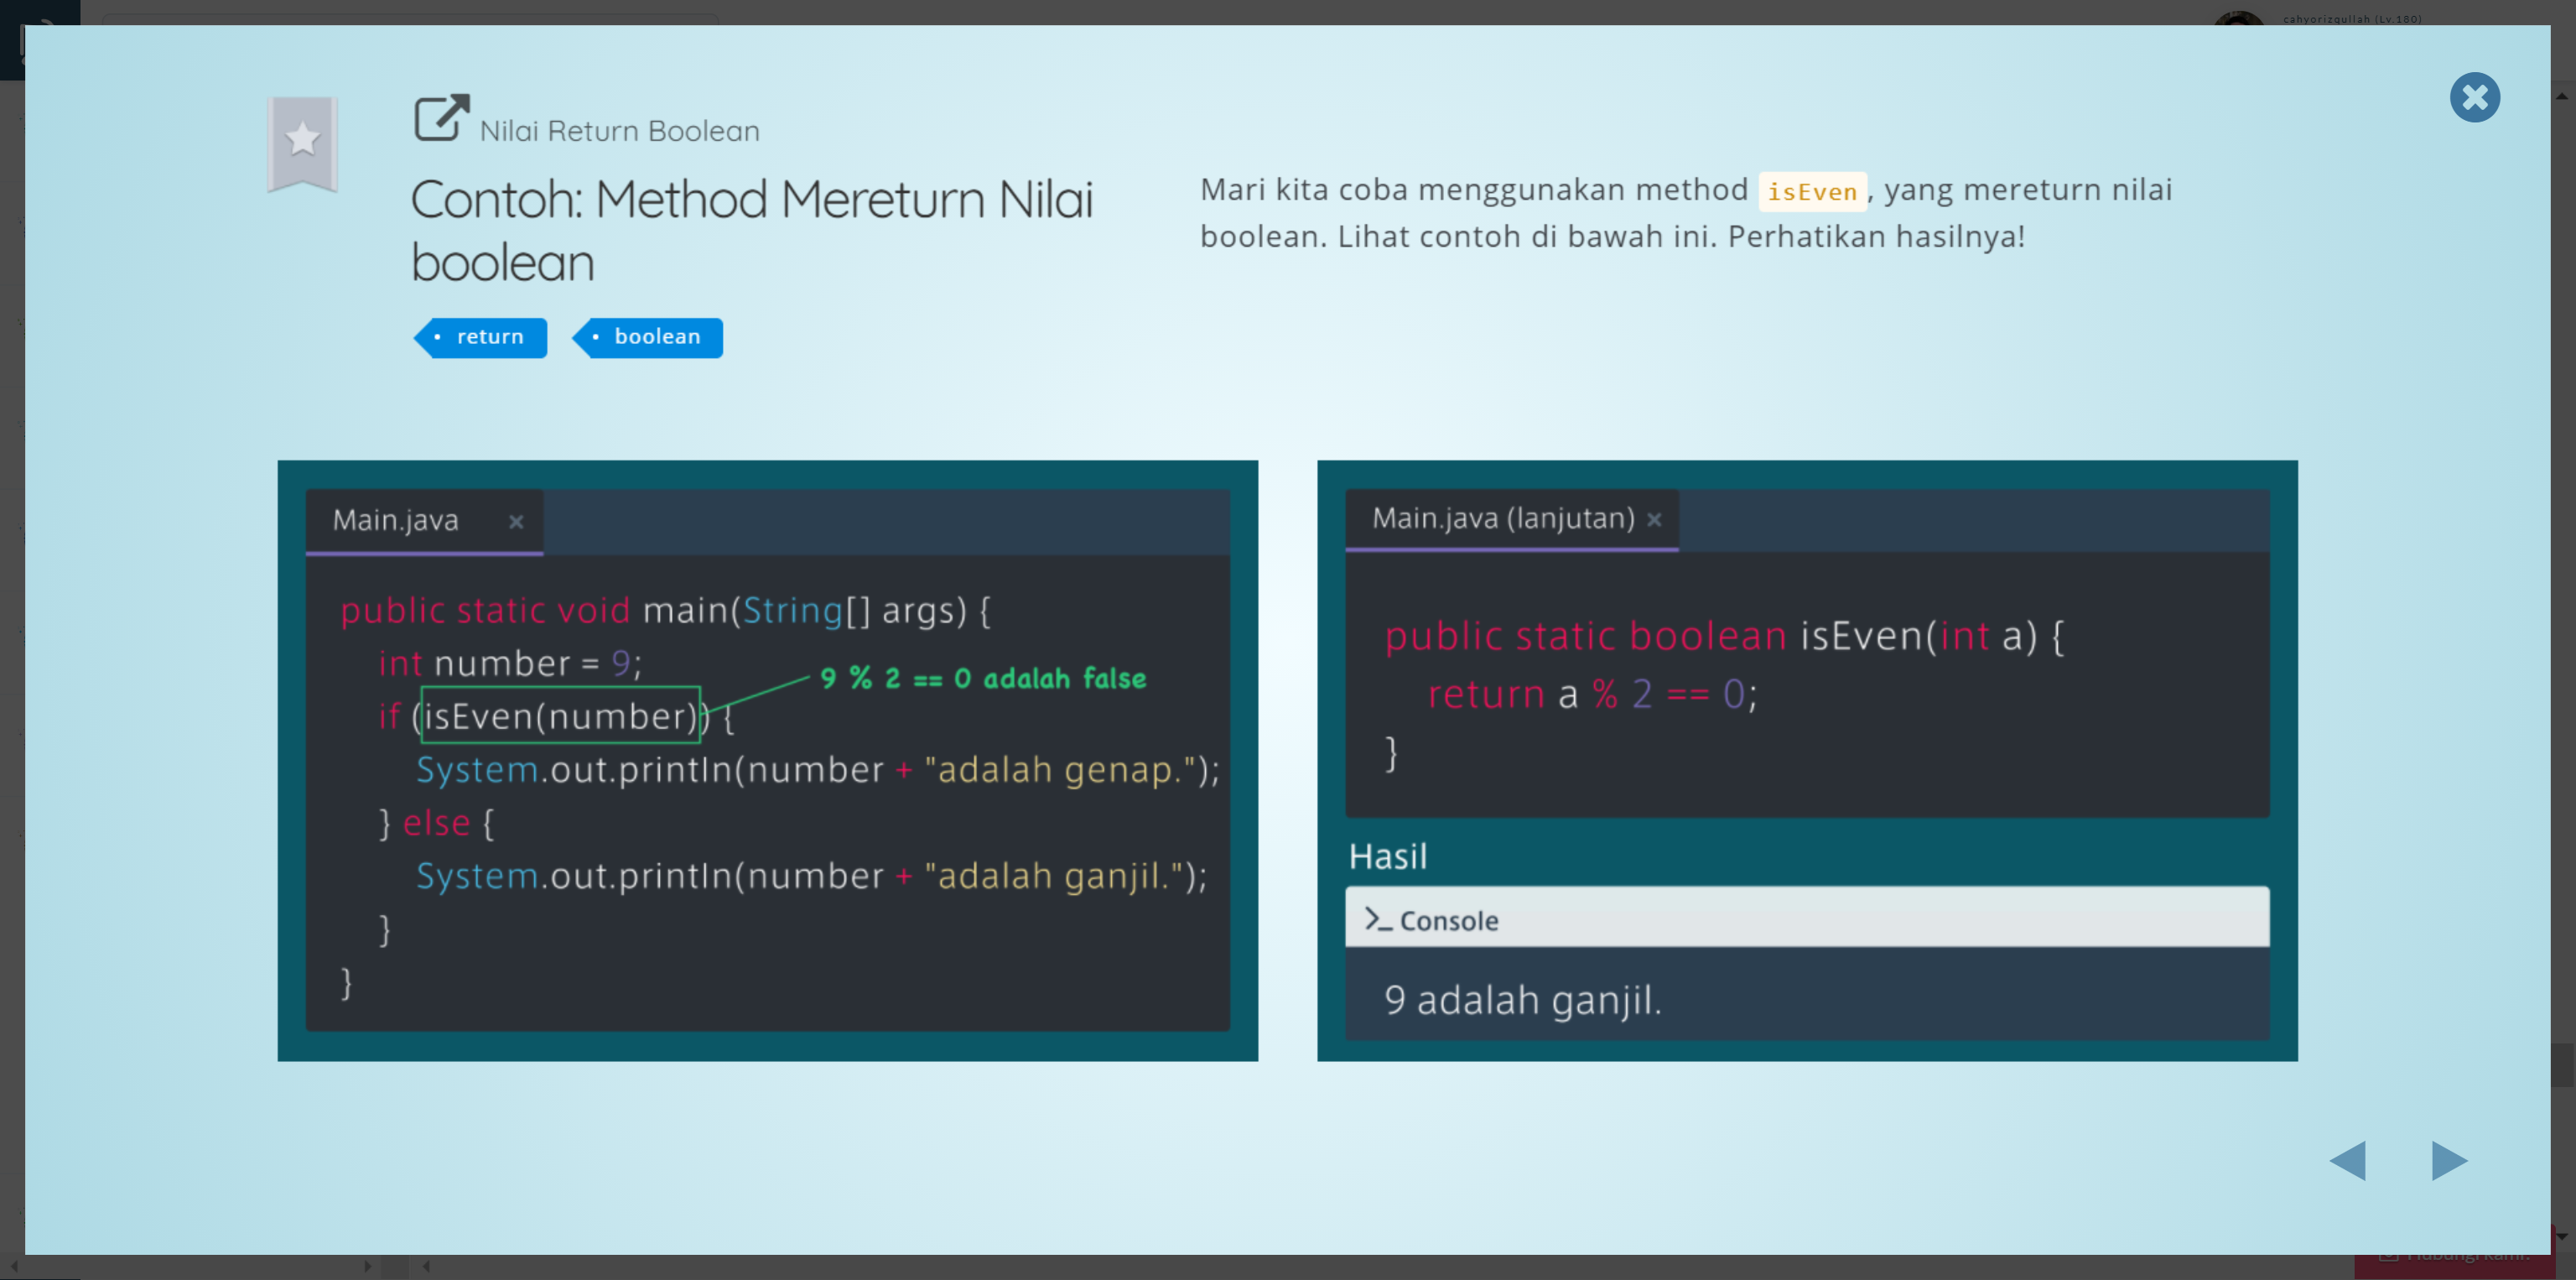 cahyorizqullah (Lv.180)
Nilai Return Boolean
Contoh: Method Mereturn Nilai
boolean
return
boolean
Mari kita coba menggunakan method isEven, yang mereturn nilai
boolean. Lihat contoh di bawah ini. Perhatikan hasilnya!
Main.java ×
public static void main(String[] args) {
int number = 9;
9 % 2 == 0 adalah false
if (isEven(number)) {
System.out.println(number + "adalah genap.");
} else {
System.out.println(number + "adalah ganjil.");
}
}
Main.java (lanjutan) ×
public static boolean isEven(int a) {
return a % 2 == 0;
}
Hasil
>_ Console
9 adalah ganjil.